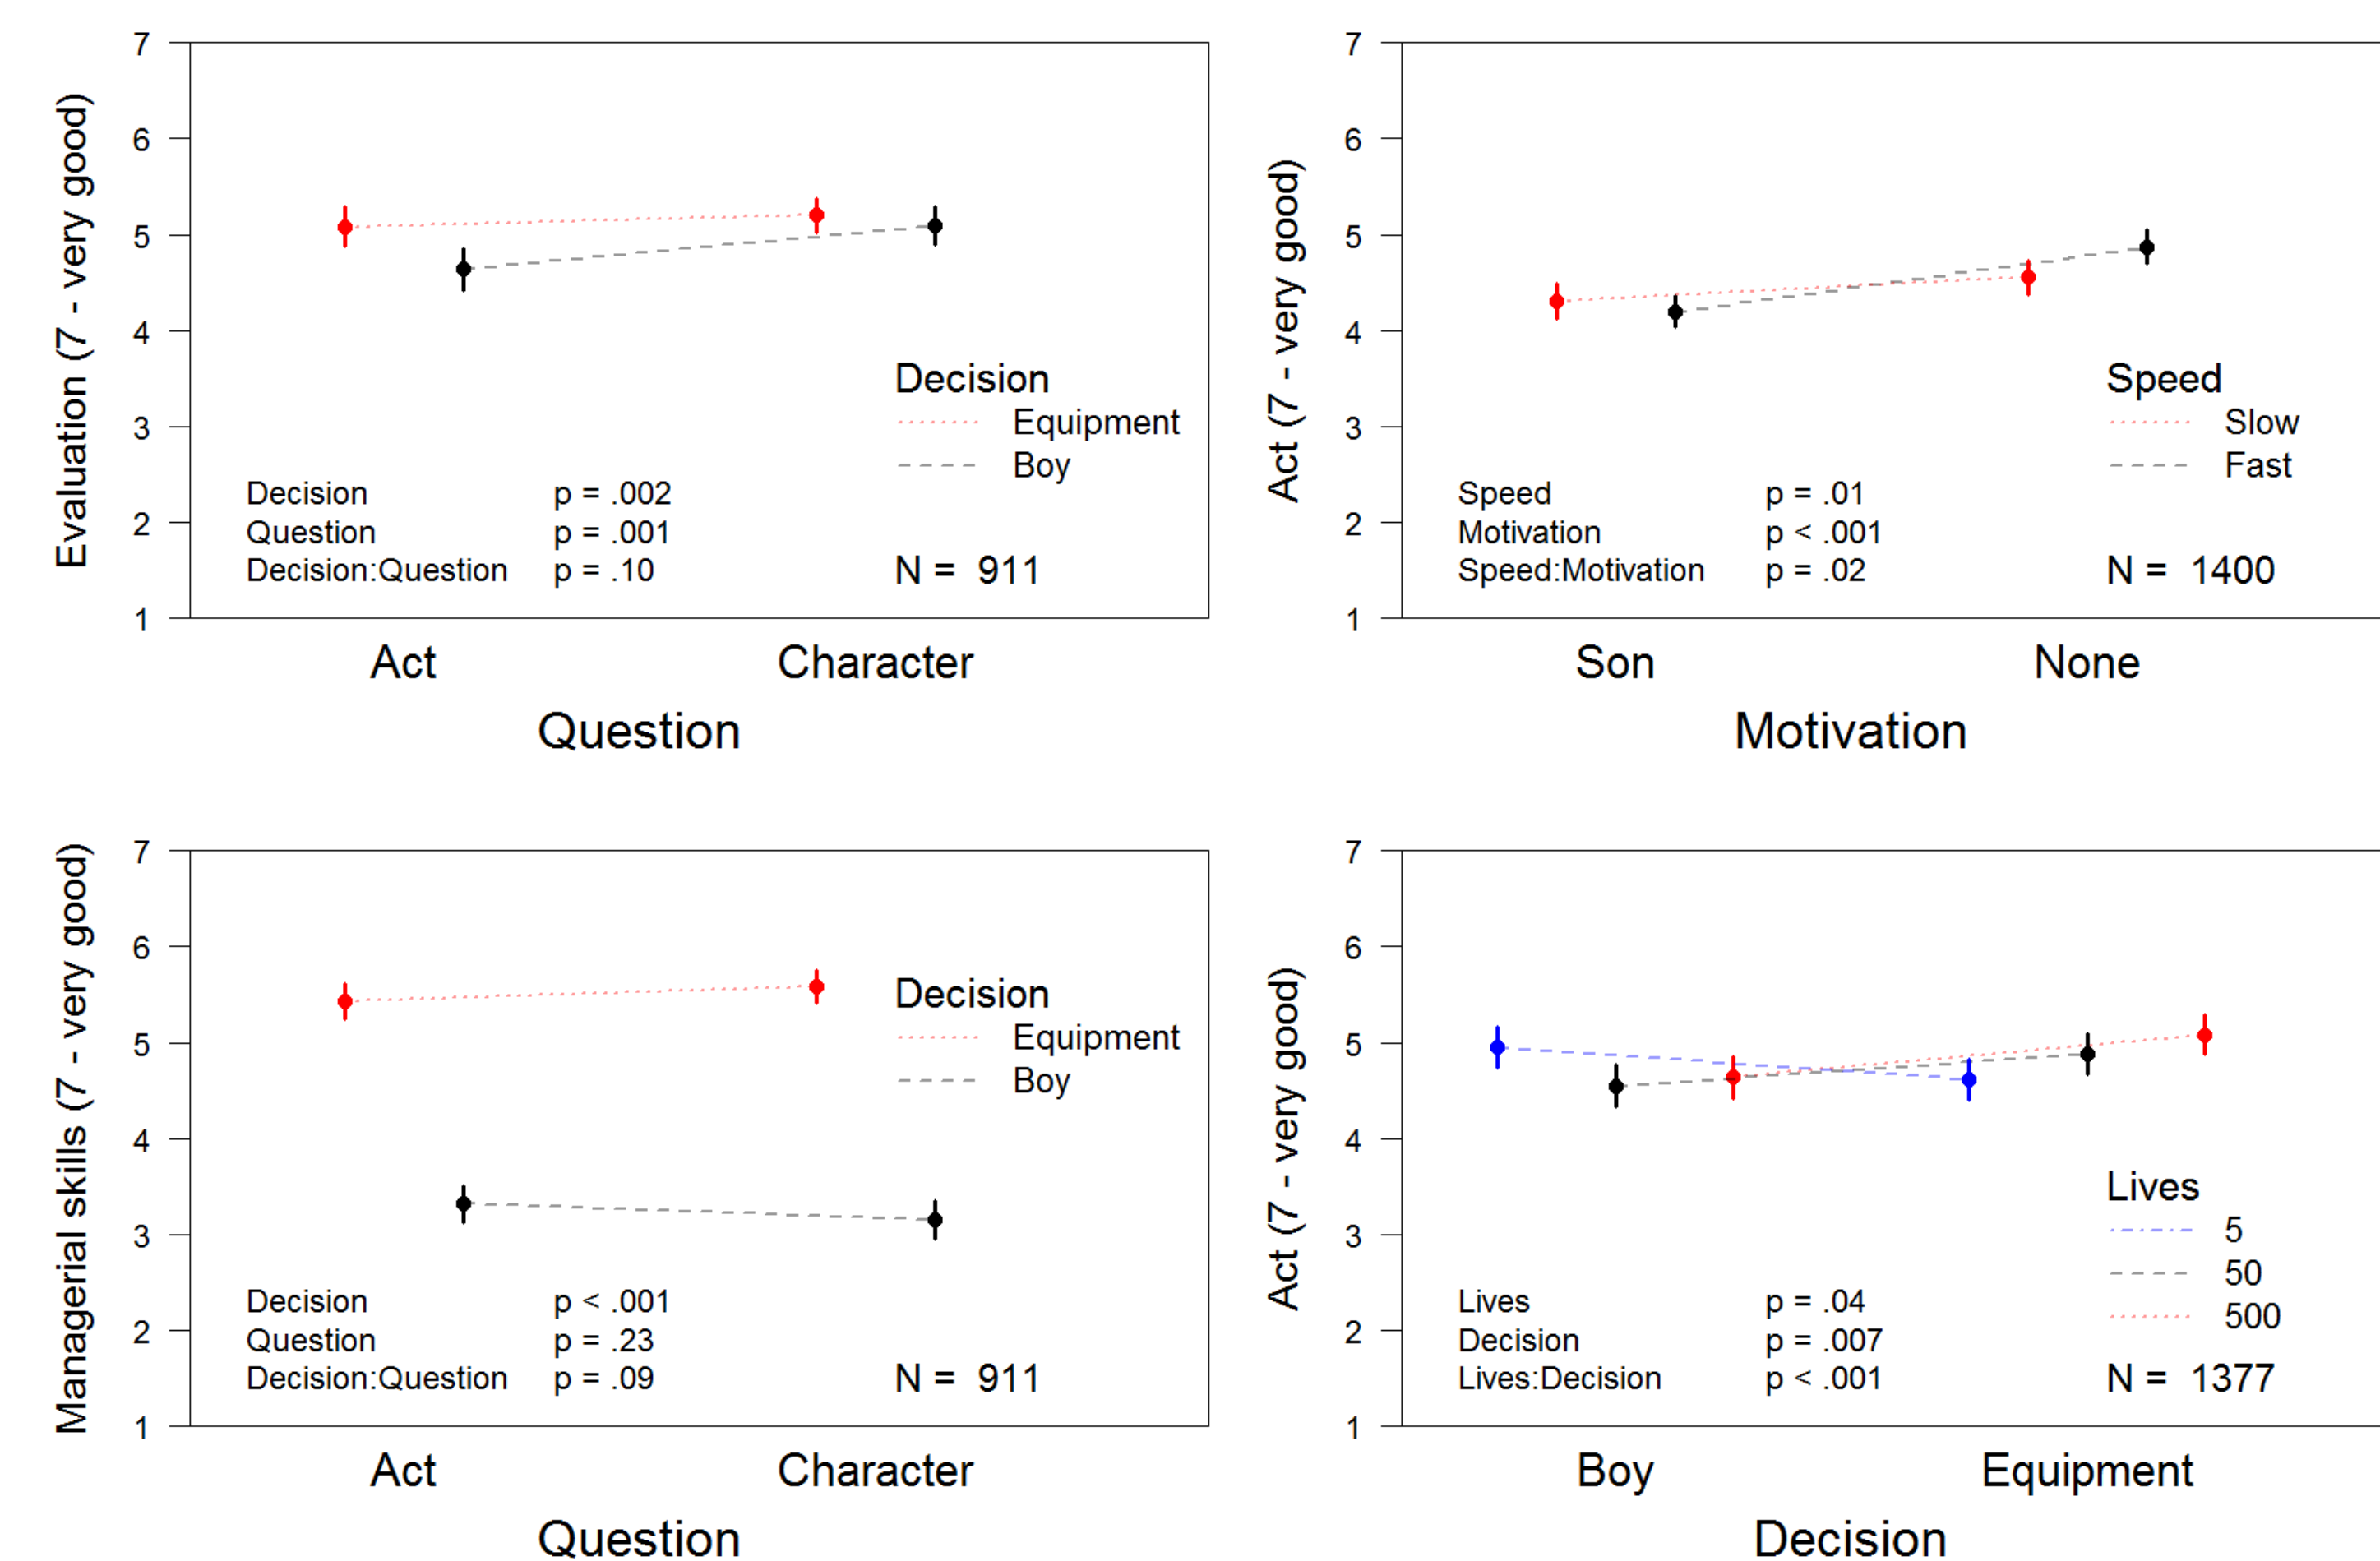 Evaluation (7 - very good)
7
6
5
4
3
2
1
Decision
Equipment
Boy
Decision p = .002
Question p = .001
Decision:Question p = .10
N = 911
Act Character
Question
Act (7 - very good)
7
6
5
4
3
2
1
Speed
Slow
Fast
Speed p = .01
Motivation p < .001
Speed:Motivation p = .02
N = 1400
Son None
Motivation
Managerial skills (7 - very good)
7
6
5
4
3
2
1
Decision
Equipment
Boy
Decision p < .001
Question p = .23
Decision:Question p = .09
N = 911
Act Character
Question
Act (7 - very good)
7
6
5
4
3
2
1
Lives
5
50
500
Lives p = .04
Decision p = .007
Lives:Decision p < .001
N = 1377
Boy Equipment
Decision